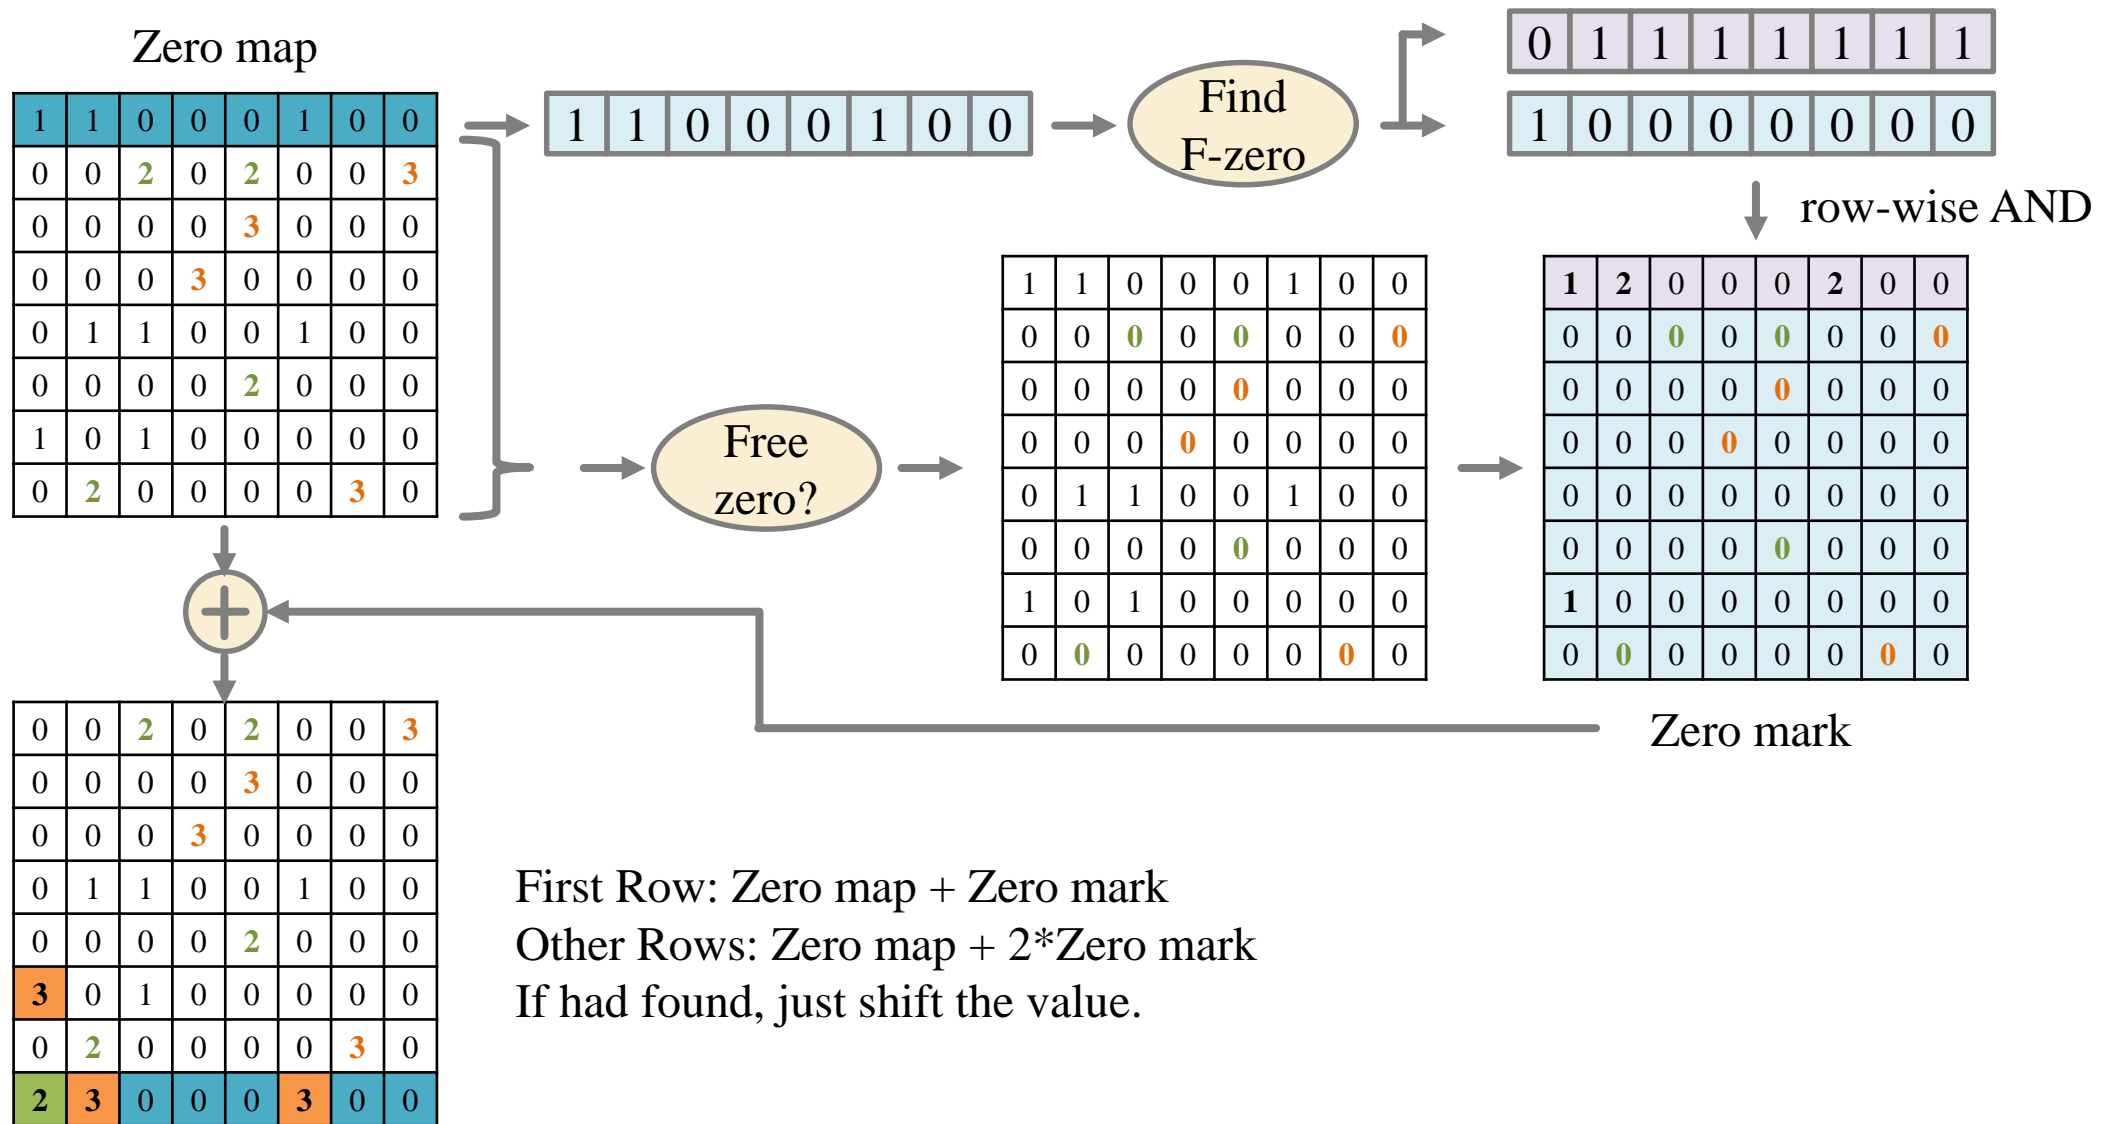 Zero map
1 1 0 0 0 1 0 0
0 0 2 0 2 0 0 3
0 0 0 0 3 0 0 0
0 0 0 3 0 0 0 0
0 1 1 0 0 1 0 0
0 0 0 0 2 0 0 0
1 0 1 0 0 0 0 0
0 2 0 0 0 0 3 0
1 1 0 0 0 1 0 0
Find
F-zero
0 1 1 1 1 1 1 1
1 0 0 0 0 0 0 0
row-wise AND
Free
zero?
1 1 0 0 0 1 0 0
0 0 0 0 0 0 0 0
0 0 0 0 0 0 0 0
0 0 0 0 0 0 0 0
0 1 1 0 0 1 0 0
0 0 0 0 0 0 0 0
1 0 1 0 0 0 0 0
0 0 0 0 0 0 0 0
1 2 0 0 0 2 0 0
0 0 0 0 0 0 0 0
0 0 0 0 0 0 0 0
0 0 0 0 0 0 0 0
0 0 0 0 0 0 0 0
0 0 0 0 0 0 0 0
1 0 0 0 0 0 0 0
0 0 0 0 0 0 0 0
Zero mark
0 0 2 0 2 0 0 3
0 0 0 0 3 0 0 0
0 0 0 3 0 0 0 0
0 1 1 0 0 1 0 0
0 0 0 0 2 0 0 0
3 0 1 0 0 0 0 0
0 2 0 0 0 0 3 0
2 3 0 0 0 3 0 0
First Row: Zero map + Zero mark
Other Rows: Zero map + 2*Zero mark
If had found, just shift the value.